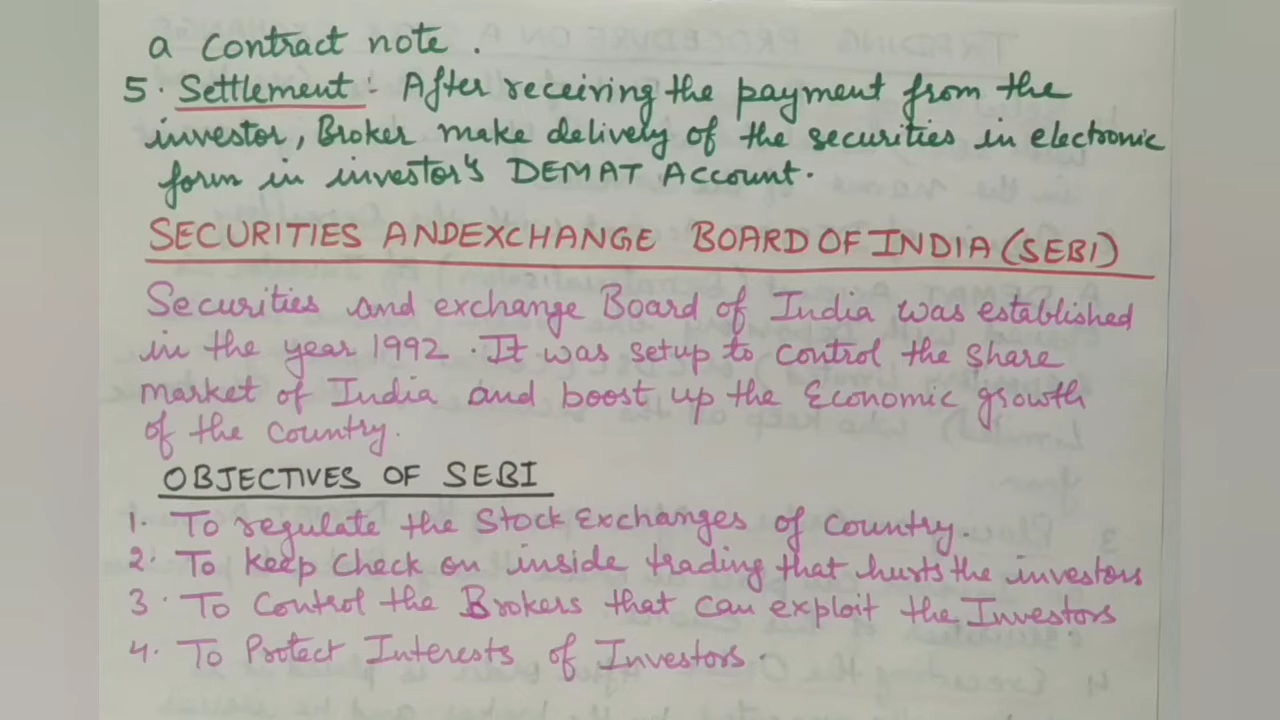 a Contract note.
5. Settlement :- After receiving the payment from the
investor, Broker make delivery of the securities in electronic
form in investor's DEMAT Account.
SECURITIES ANDEXCHANGE BOARD OF INDIA (SEBI)
Securities and exchange Board of India was established
in the year 1992. It was setup to control the share
market of India and boost up the Economic growth
of the country.
OBJECTIVES OF SEBI
1. To regulate the Stock Exchanges of Country.
2. To keep check on inside trading that hurts the investors
3. To Control the Brokers that can exploit the Investors
4. To Protect Interests of Investors.